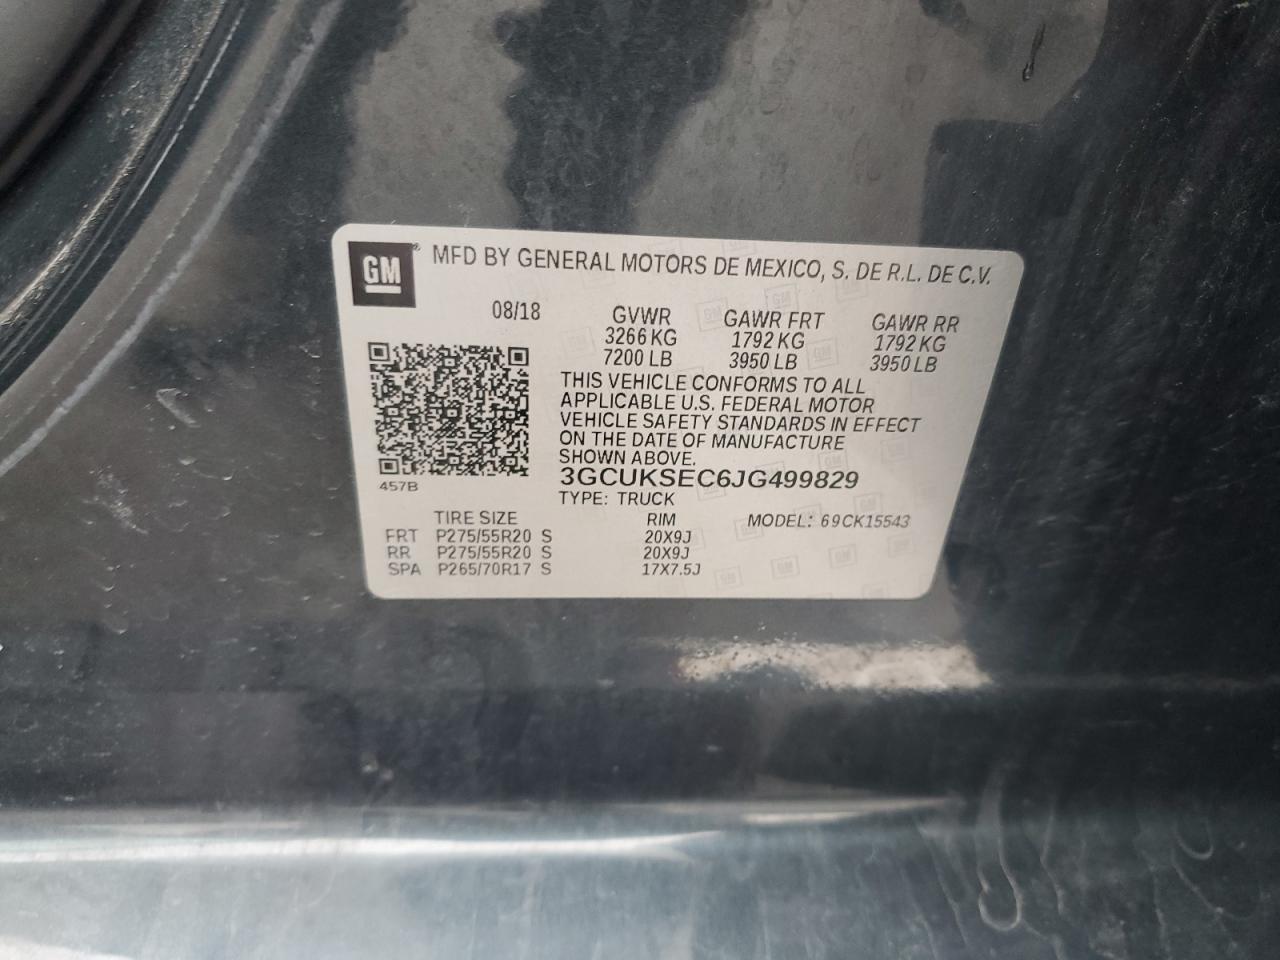 GM ® MFD BY GENERAL MOTORS DE MEXICO, S. DE R.L. DE C.V.
08/18 GVWR GAWR FRT GAWR RR
3266 KG 1792 KG 1792 KG
7200 LB 3950 LB 3950 LB
THIS VEHICLE CONFORMS TO ALL
APPLICABLE U.S. FEDERAL MOTOR
VEHICLE SAFETY STANDARDS IN EFFECT
ON THE DATE OF MANUFACTURE
SHOWN ABOVE.
457B 3GCUKSEC6JG499829
TYPE: TRUCK
TIRE SIZE RIM MODEL: 69CK15543
FRT P275/55R20 S 20X9J
RR P275/55R20 S 20X9J
SPA P265/70R17 S 17X7.5J